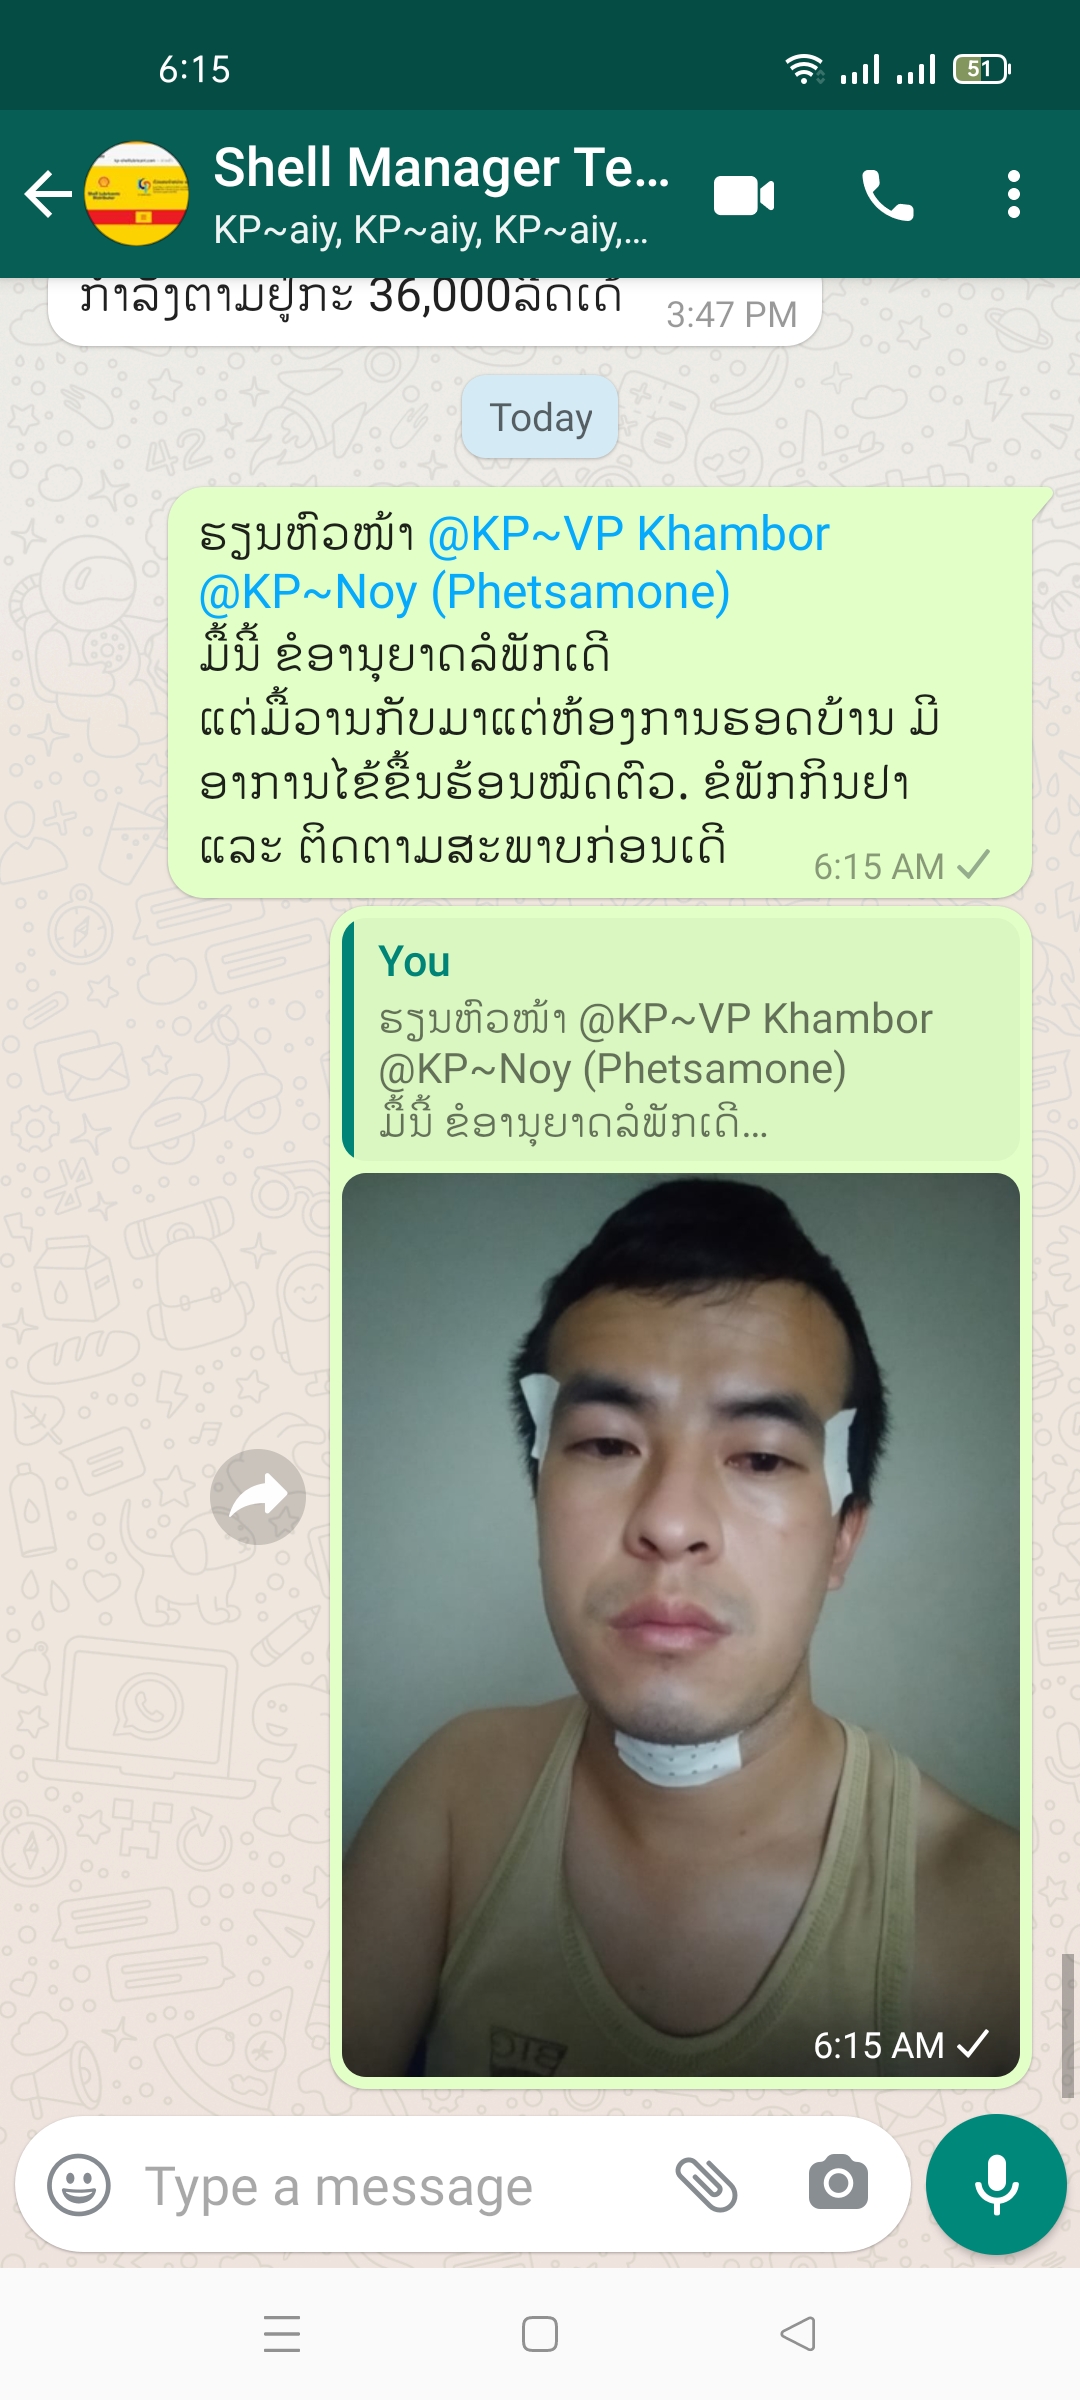 6:15
51
Shell Manager Te...
KP~aiy, KP~aiy, KP~aiy,...
ກຳລັງຕາມຢູ່ກະ 36,000ລິດເດີ້
3:47 PM
Today
ຮຽນຫົວໜ້າ @KP~VP Khambor
@KP~Noy (Phetsamone)
ມື້ນີ້ ຂໍອານຸຍາດລໍພັກເດີ
ແຕ່ມື້ວານກັບມາແຕ່ຫ້ອງການຮອດບ້ານ ມີ
ອາການໄຂ້ຂື້ນຮ້ອນໝົດຕົວ. ຂໍພັກກິນຢາ
ແລະ ຕິດຕາມສະພາບກ່ອນເດີ
6:15 AM
You
ຮຽນຫົວໜ້າ @KP~VP Khambor
@KP~Noy (Phetsamone)
ມື້ນີ້ ຂໍອານຸຍາດລໍພັກເດີ...
6:15 AM
Type a message